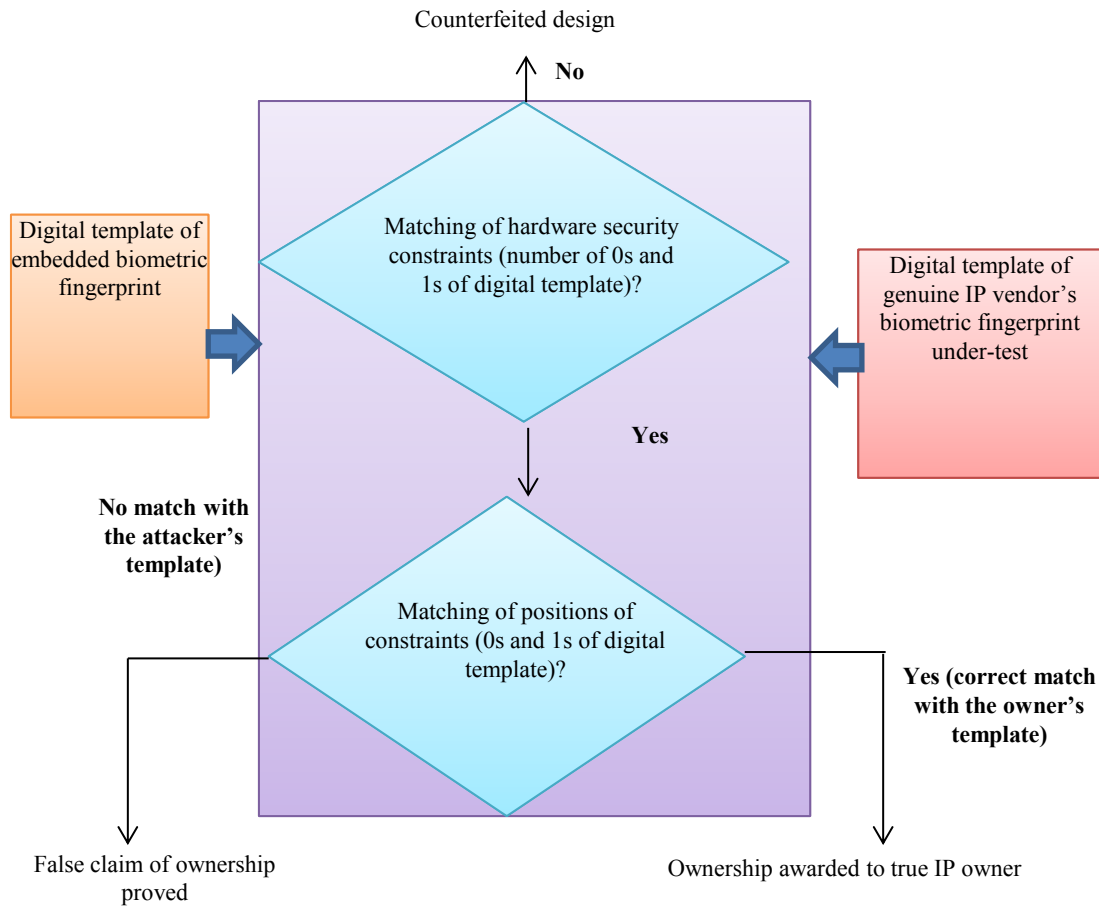 Counterfeited design
No
Matching of hardware security
constraints (number of 0s and
1s of digital template)?
Digital template of
embedded biometric
fingerprint
Digital template of
genuine IP vendor’s
biometric fingerprint
under-test
Yes
No match with
the attacker’s
template)
Matching of positions of
constraints (0s and 1s of digital
template)?
Yes (correct match
with the owner’s
template)
False claim of ownership
proved
Ownership awarded to true IP owner